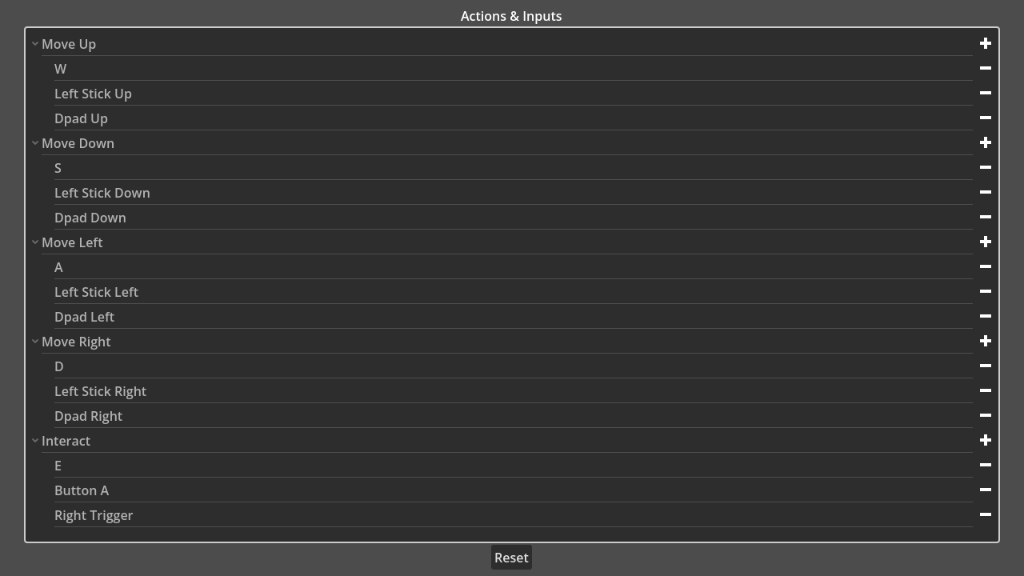 Actions & Inputs
Move Up
W
Left Stick Up
Dpad Up
Move Down
S
Left Stick Down
Dpad Down
Move Left
A
Left Stick Left
Dpad Left
Move Right
D
Left Stick Right
Dpad Right
Interact
E
Button A
Right Trigger
Reset